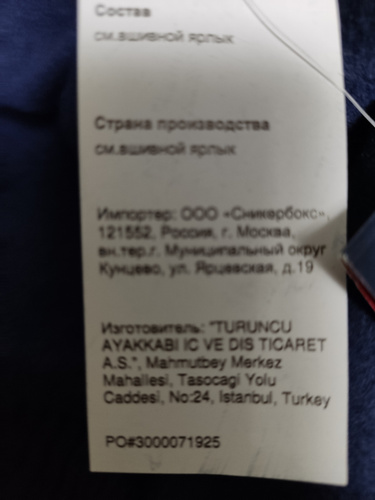 Состав
см.вшивной ярлык
Страна производства
см.вшивной ярлык
Импортер: ООО «Сникербокс»,
121552, Россия, г. Москва,
вн.тер.г. Муниципальный округ
Кунцево, ул. Ярцевская, д.19
Изготовитель: "TURUNCU
AYAKKABI IC VE DIS TICARET
A.S.", Mahmutbey Merkez
Mahallesi, Tasocagi Yolu
Caddesi, No:24, Istanbul, Turkey
PO#3000071925